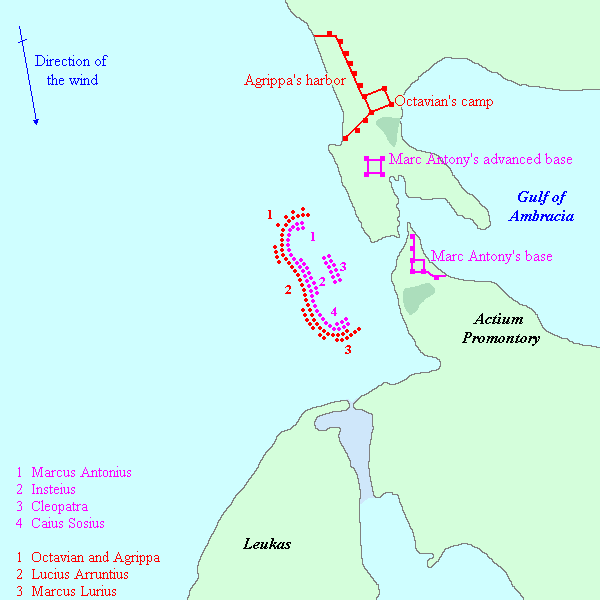 Direction of
the wind
Agrippa's harbor
Octavian's camp
Marc Antony's advanced base
Gulf of
Ambracia
1
1
3
2
2
Marc Antony's base
4
3
Actium
Promontory
Leukas
1 Marcus Antonius
2 Insteius
3 Cleopatra
4 Caius Sosius
1 Octavian and Agrippa
2 Lucius Arruntius
3 Marcus Lurius